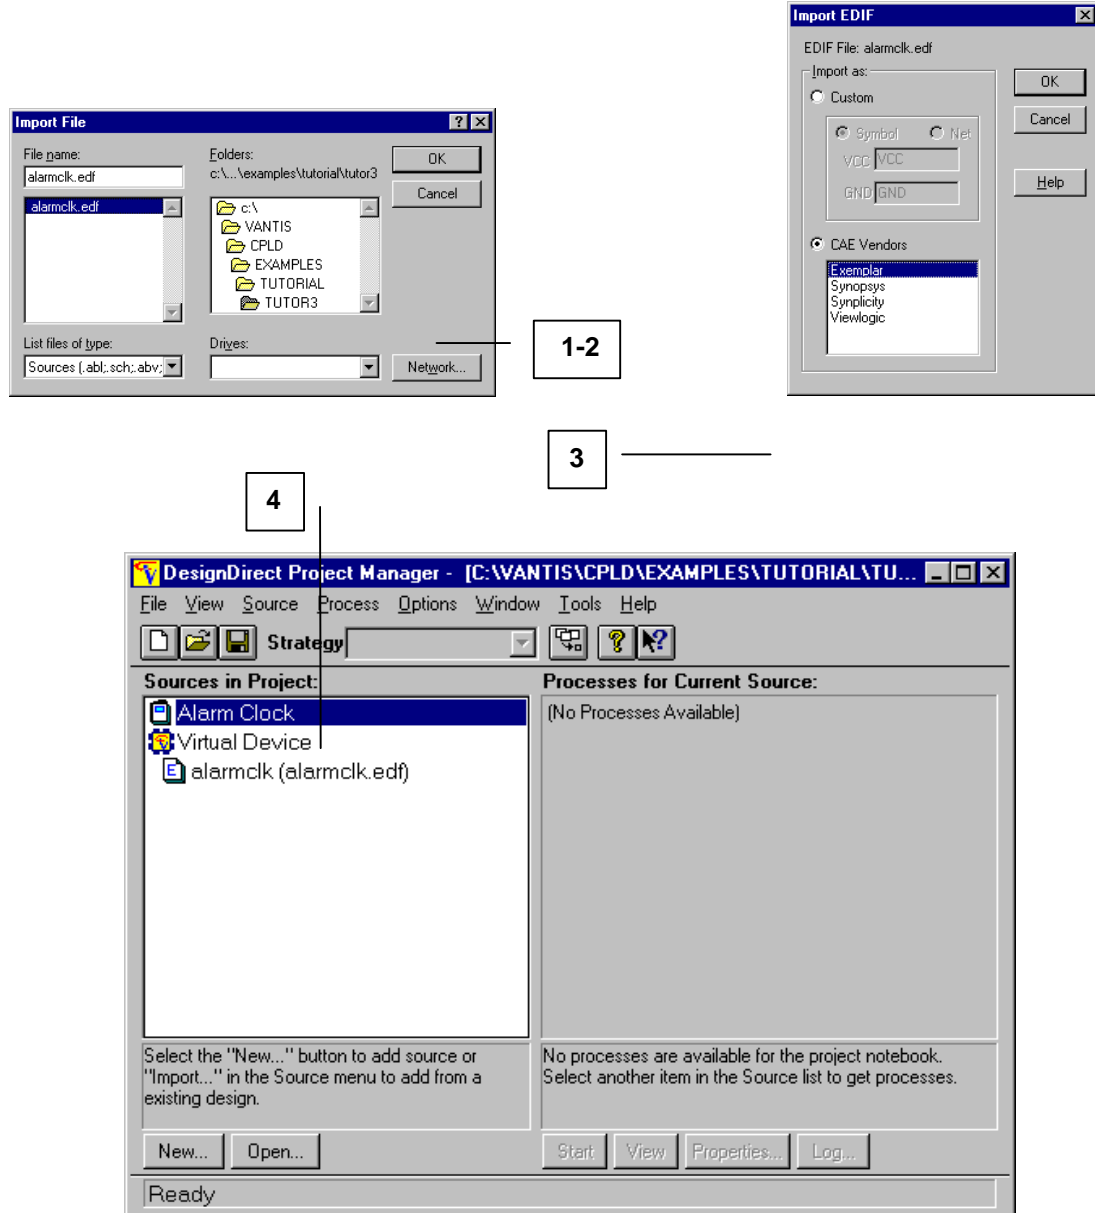 Import EDIF
EDIF File: alarmclk.edf
Import as:
Custom
Symbol Net
VCC VCC
GND GND
CAE Vendors
Exemplar
Synopsys
Synplicity
Viewlogic
OK
Cancel
Help
Import File
File name:
alarmclk.edf
alarmclk.edf
List files of type:
Sources (.abl;.sch;.abv;
Folders:
c:\...\examples\tutorial\tutor3
c:\
VANTIS
CPLD
EXAMPLES
TUTORIAL
TUTOR3
Drives:
OK
Cancel
Network...
1-2
3
4
DesignDirect Project Manager - [C:\VANTIS\CPLD\EXAMPLES\TUTORIAL\TU...
File View Source Process Options Window Tools Help
Strategy
Sources in Project:
Alarm Clock
Virtual Device
alarmclk (alarmclk.edf)
Select the "New..." button to add source or
"Import..." in the Source menu to add from a
existing design.
New... Open...
Processes for Current Source:
(No Processes Available)
No processes are available for the project notebook.
Select another item in the Source list to get processes.
Start View Properties... Log...
Ready